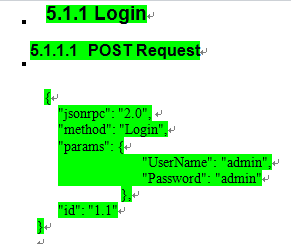 5.1.1 Login
5.1.1.1 POST Request
{
"jsonrpc": "2.0",
"method": "Login",
"params": {
"UserName": "admin",
"Password": "admin"
},
"id": "1.1"
}